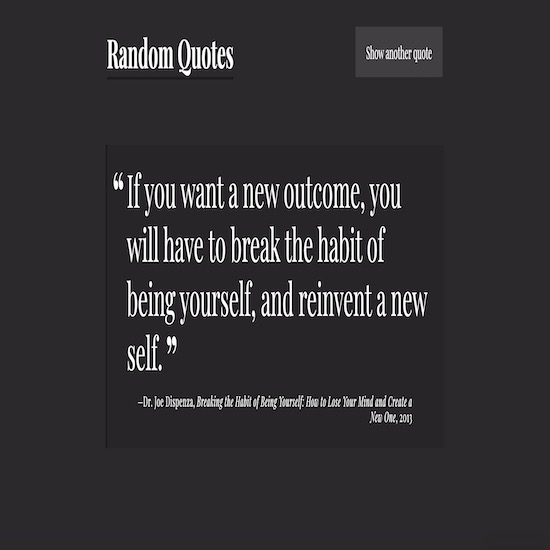 Random Quotes
Show another quote
“If you want a new outcome, you
will have to break the habit of
being yourself, and reinvent a new
self.”
–Dr. Joe Dispenza, Breaking the Habit of Being Yourself: How to Lose Your Mind and Create a
New One, 2013